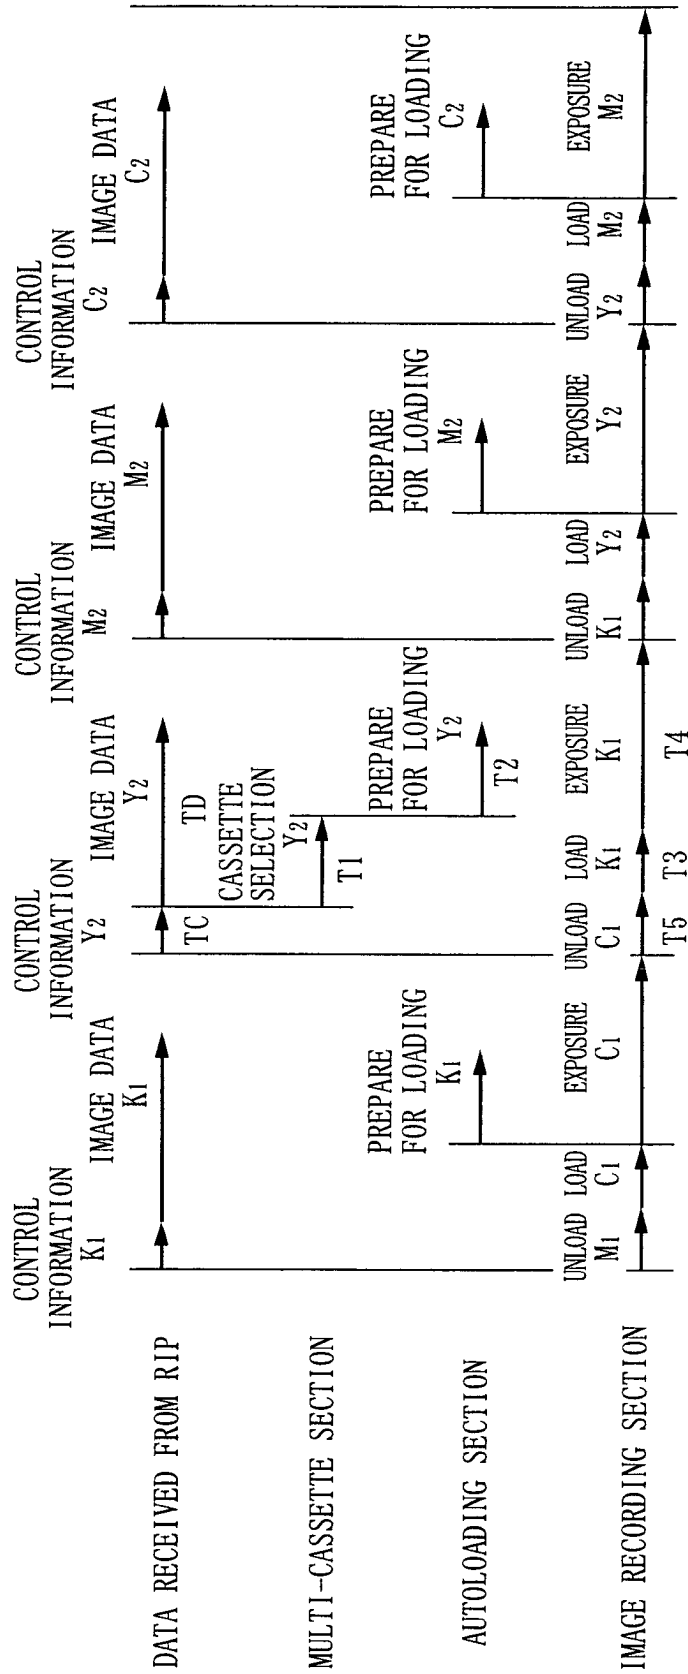 CONTROL
INFORMATION
K1
IMAGE DATA
K1
CONTROL
INFORMATION
Y2
IMAGE DATA
Y2
CONTROL
INFORMATION
M2
IMAGE DATA
M2
CONTROL
INFORMATION
C2
IMAGE DATA
C2
DATA RECEIVED FROM RIP
TC
TD
MULTI-CASSETTE SECTION
CASSETTE
SELECTION
Y2
T1
AUTOLOADING SECTION
PREPARE
FOR LOADING
K1
PREPARE
FOR LOADING
Y2
T2
PREPARE
FOR LOADING
M2
PREPARE
FOR LOADING
C2
IMAGE RECORDING SECTION
UNLOAD
M1
LOAD
C1
EXPOSURE
C1
UNLOAD
C1
T5
LOAD
K1
T3
EXPOSURE
K1
T4
UNLOAD
K1
LOAD
Y2
EXPOSURE
Y2
UNLOAD
Y2
LOAD
M2
EXPOSURE
M2